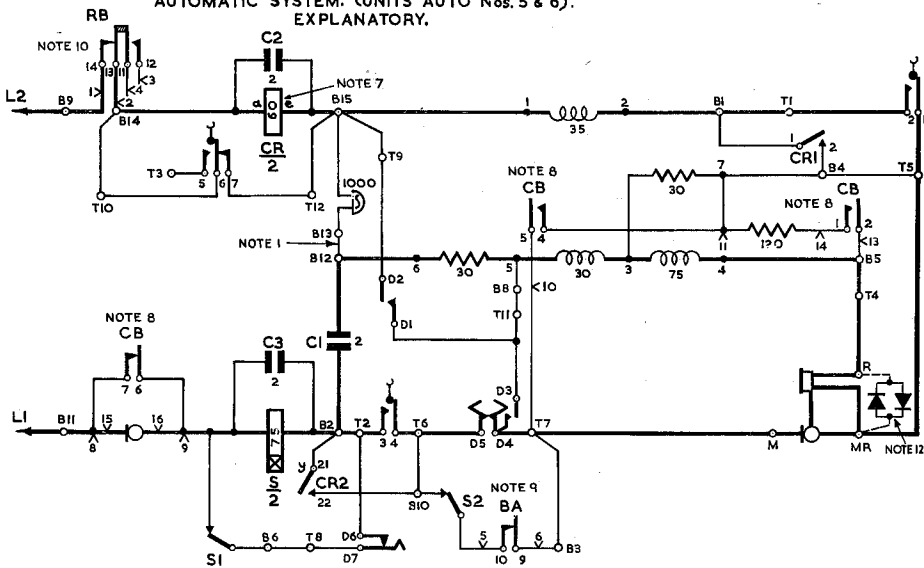 AUTOMATIC SYSTEM. (UNITS AUTO Nos. 5 & 6).
EXPLANATORY.
RB
NOTE 10
14 13 11 12
3
1 4
2
C2
2
NOTE 7
L2
B9
B14
a 60 e
B15
CR
2
1 2
35
B1
T1
2
1
2
CR1
B4
T5
T3
5 6 7
T10
T12
T9
1000
30
7
NOTE 8
CB
5 4
NOTE 8
CB
1 2
11
120
14
13
B13
NOTE 1
B12
6
30
5
30
3
75
4
B5
D2
B8
10
T11
D1
T4
NOTE 8
CB
7 6
C3
2
C1
2
D3
R
L1
B11
15 16
8 9
75
S
2
B2
T2
3 4
T6
D5 D4
T7
M
MR
NOTE 12
y 21
CR2
22
B10
S2
NOTE 9
BA
5 6
10 9
B3
S1
B6
T8
D6
D7